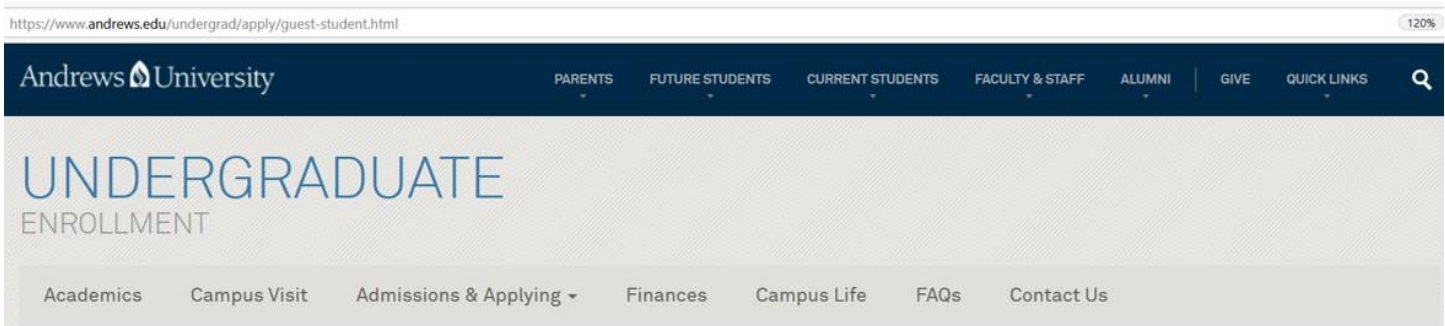 https://www.andrews.edu/undergrad/apply/guest-student.html 120%
Andrews University PARENTS FUTURE STUDENTS CURRENT STUDENTS FACULTY & STAFF ALUMNI GIVE QUICK LINKS
UNDERGRADUATE
ENROLLMENT
Academics Campus Visit Admissions & Applying Finances Campus Life FAQs Contact Us